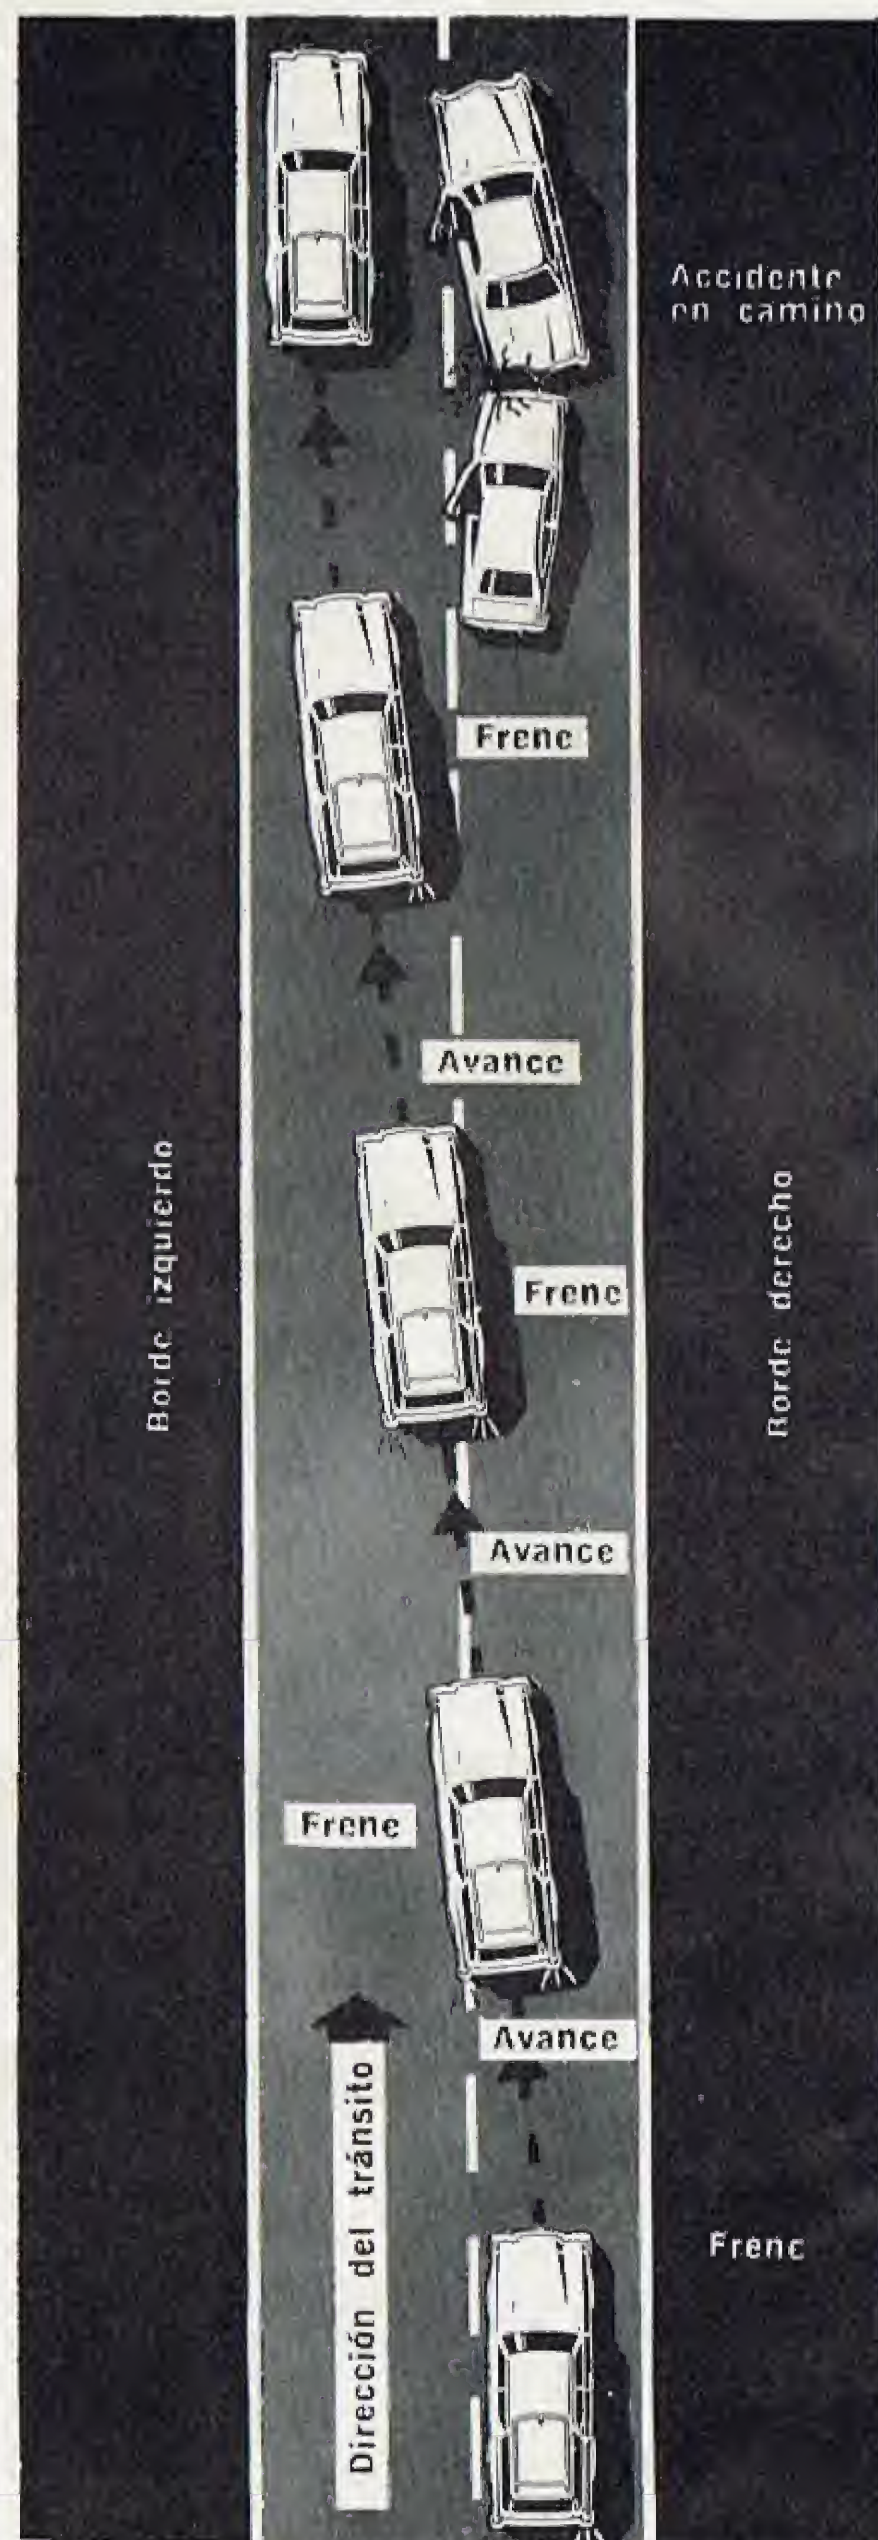 Accidente
en camino
Frene
Avance
Borde izquierdo
Borde derecho
Frene
Avance
Frene
Avance
Dirección del tránsito
Frene